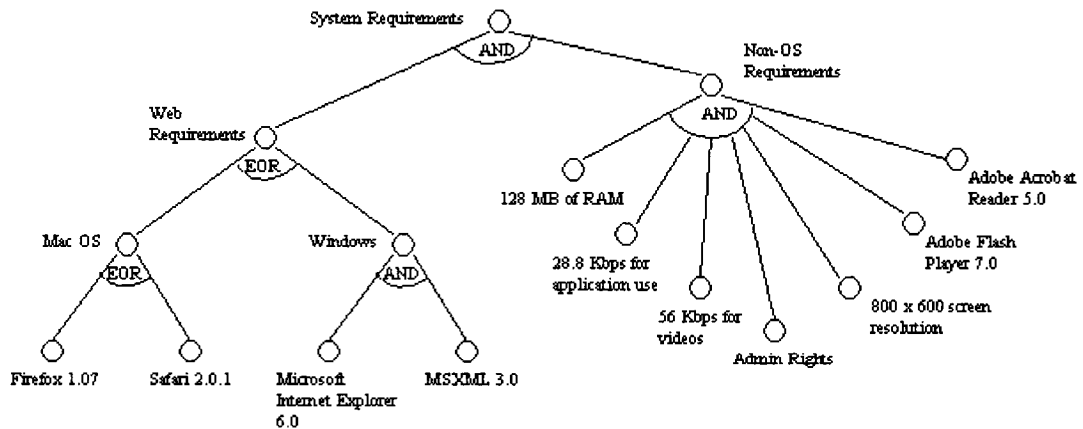 System Requirements
AND
Non-OS
Requirements
Web
Requirements
EOR
AND
128 MB of RAM
28.8 Kbps for
application use
56 Kbps for
videos
Admin Rights
800 x 600 screen
resolution
Adobe Flash
Player 7.0
Adobe Acrobat
Reader 5.0
Mac OS
EOR
Windows
AND
Firefox 1.07
Safari 2.0.1
Microsoft
Internet Explorer
6.0
MSXML 3.0